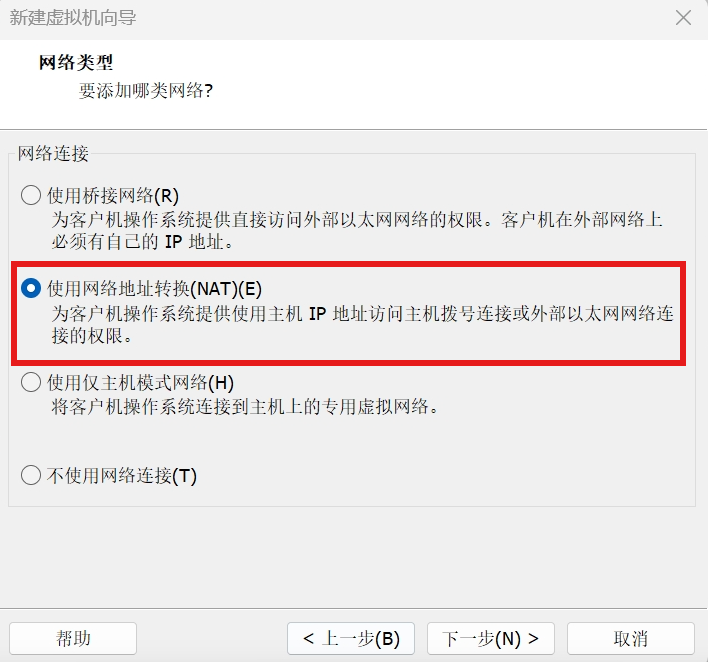 新建虚拟机向导
网络类型
要添加哪类网络?
网络连接
使用桥接网络(R)
为客户机操作系统提供直接访问外部以太网网络的权限。客户机在外部网络上
必须有自己的 IP 地址。
使用网络地址转换(NAT)(E)
为客户机操作系统提供使用主机 IP 地址访问主机拨号连接或外部以太网网络连
接的权限。
使用仅主机模式网络(H)
将客户机操作系统连接到主机上的专用虚拟网络。
不使用网络连接(T)
帮助
< 上一步(B)
下一步(N) >
取消